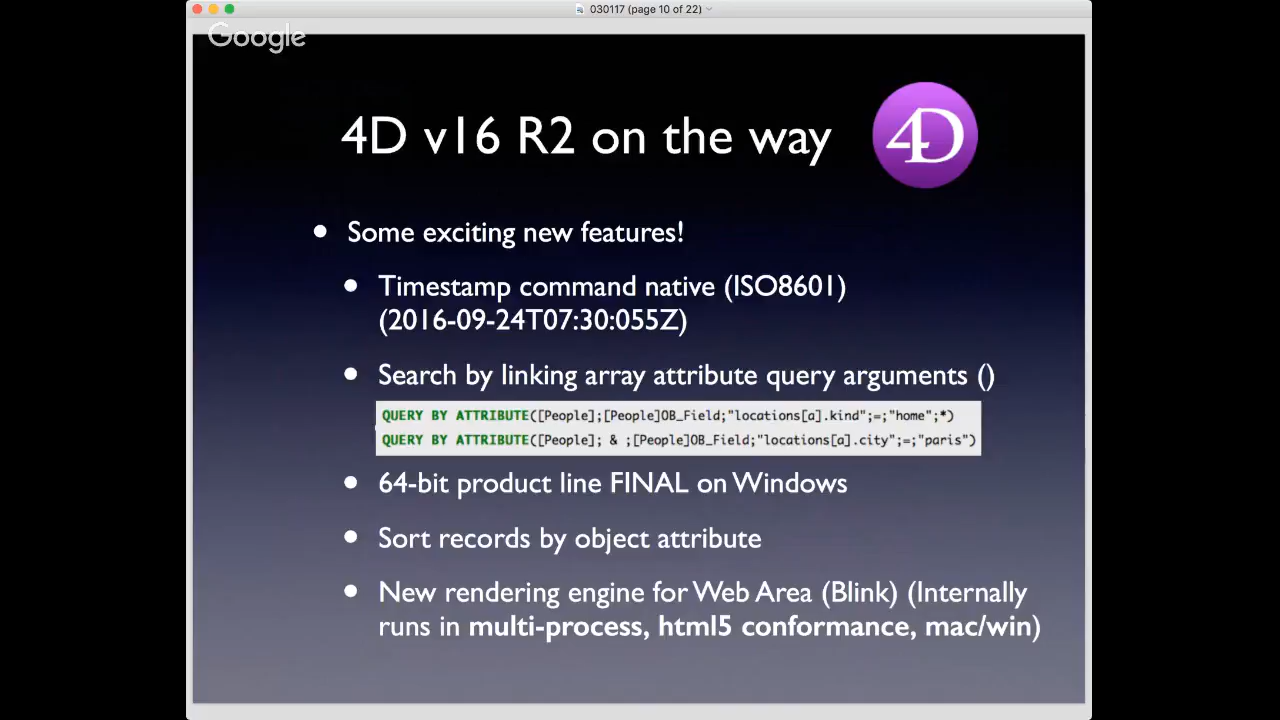 030117 (page 10 of 22)
Google
4D v16 R2 on the way
4D
Some exciting new features!
Timestamp command native (ISO8601)
(2016-09-24T07:30:055Z)
Search by linking array attribute query arguments ()
QUERY BY ATTRIBUTE([People];[People]OB_Field;"locations[a].kind";=;"home";*)
QUERY BY ATTRIBUTE([People]; & ;[People]OB_Field;"locations[a].city";=;"paris")
64-bit product line FINAL on Windows
Sort records by object attribute
New rendering engine for Web Area (Blink) (Internally
runs in multi-process, html5 conformance, mac/win)